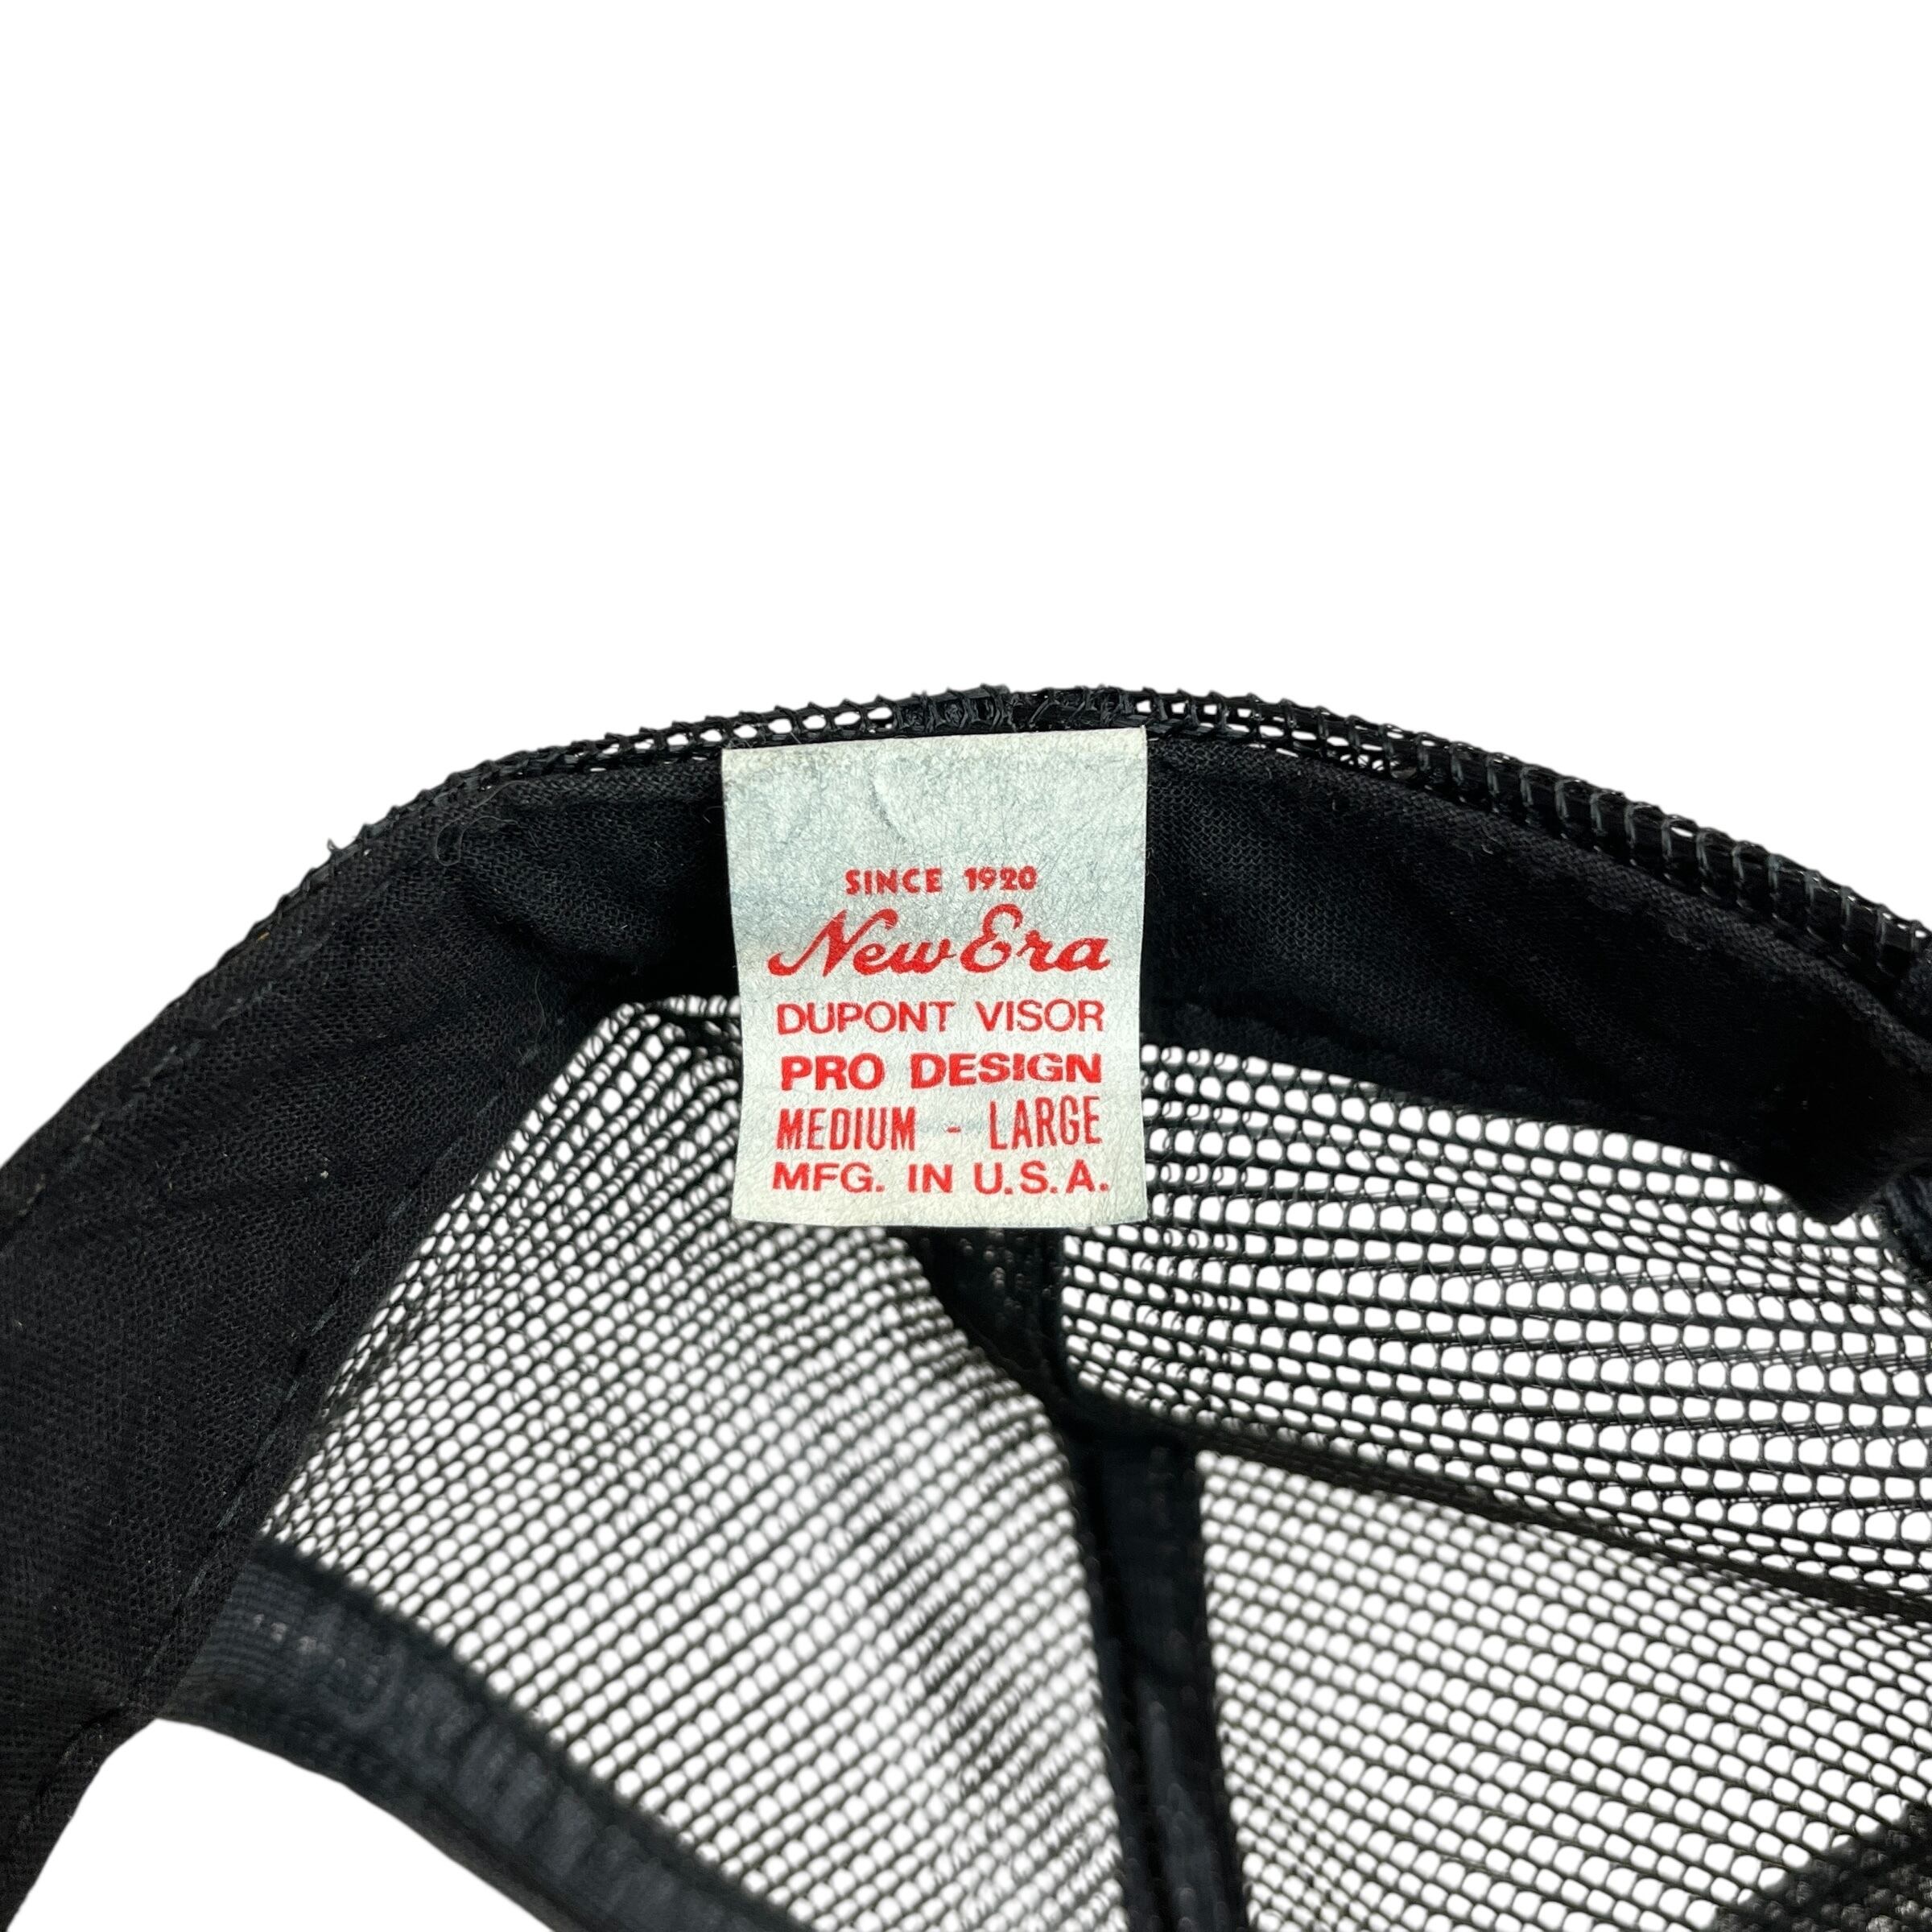 SINCE 1920
New Era
DUPONT VISOR
PRO DESIGN
MEDIUM - LARGE
MFG. IN U.S.A.